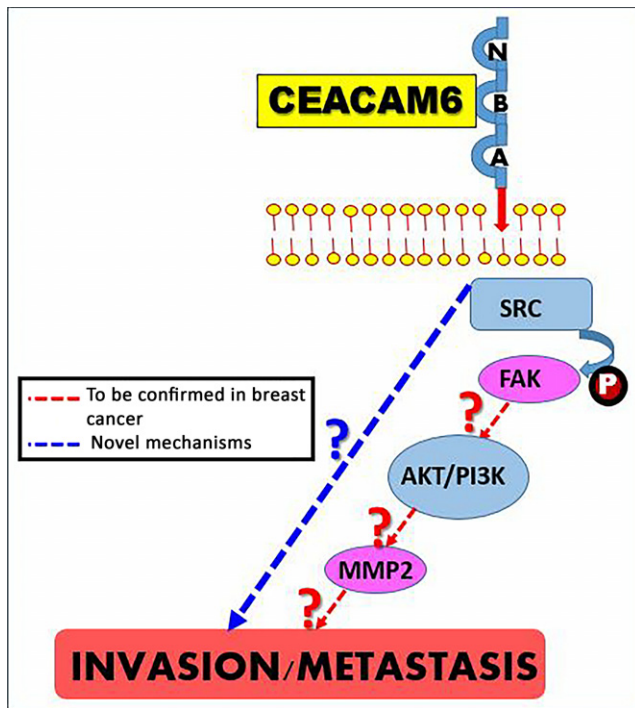 N
CEACAM6
B
A
SRC
P
FAK
To be confirmed in breast
cancer
Novel mechanisms
?
?
AKT/PI3K
?
MMP2
?
INVASION/METASTASIS